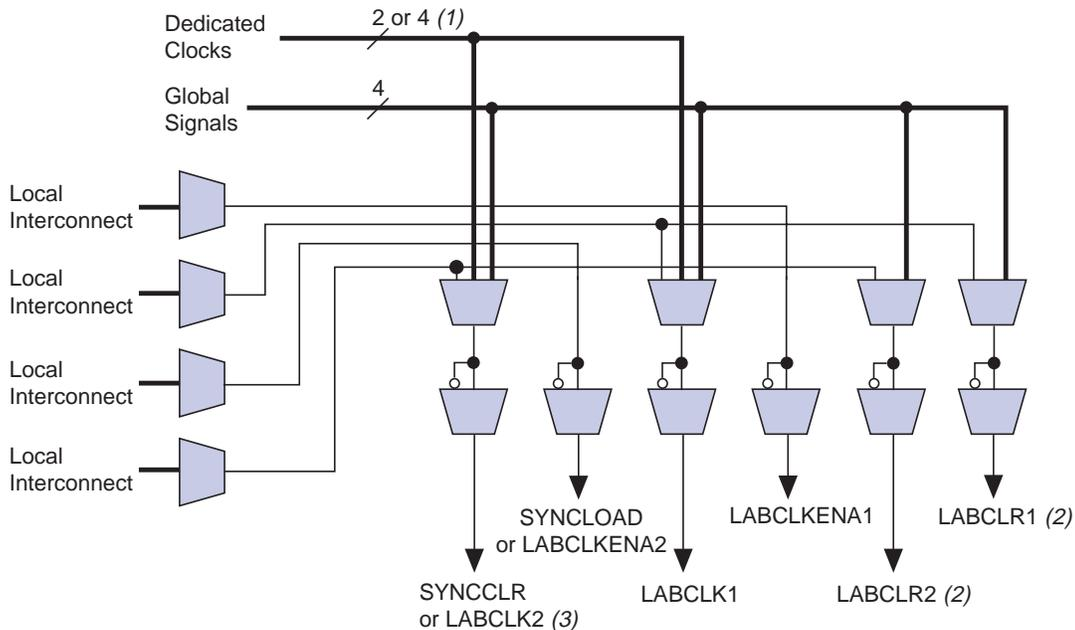 Dedicated
Clocks
2 or 4 (1)
Global
Signals
4
Local
Interconnect
Local
Interconnect
Local
Interconnect
Local
Interconnect
SYNCLOAD
or LABCLKENA2
LABCLKENA1
LABCLR1 (2)
SYNCCLR
or LABCLK2 (3)
LABCLK1
LABCLR2 (2)